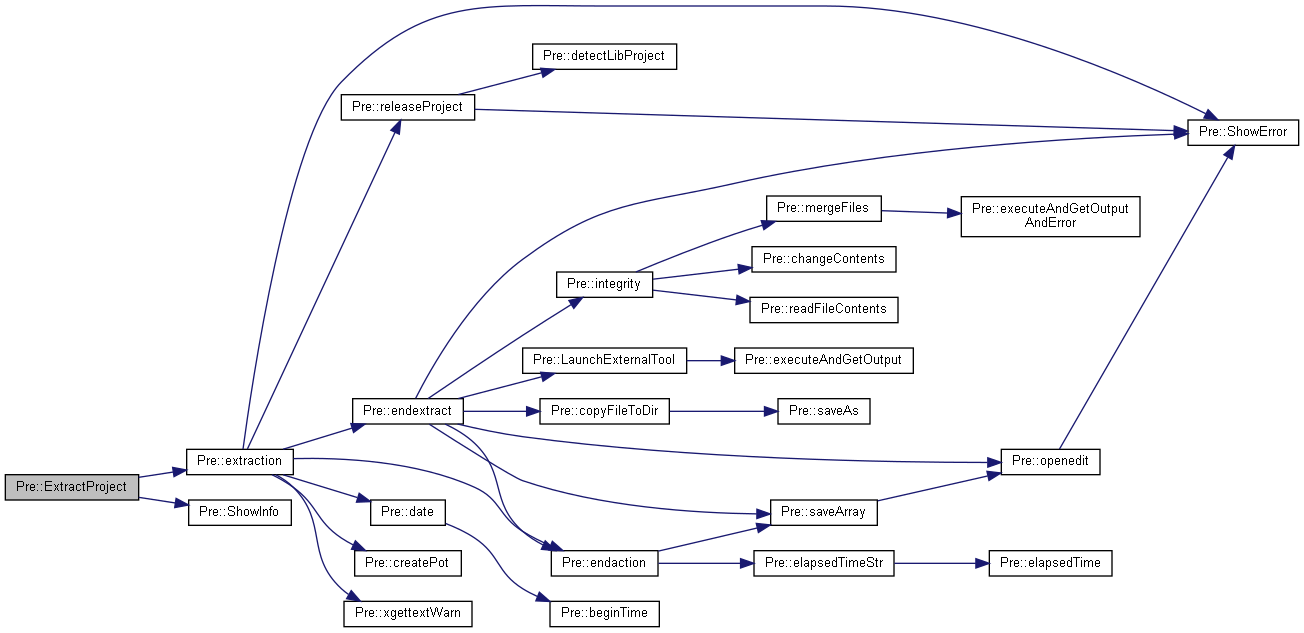 Pre::detectLibProject
Pre::releaseProject
Pre::ShowError
Pre::mergeFiles
Pre::executeAndGetOutput
AndError
Pre::changeContents
Pre::integrity
Pre::readFileContents
Pre::LaunchExternalTool
Pre::executeAndGetOutput
Pre::endextract
Pre::copyFileToDir
Pre::saveAs
Pre::extraction
Pre::openedit
Pre::ExtractProject
Pre::ShowInfo
Pre::date
Pre::saveArray
Pre::createPot
Pre::endaction
Pre::elapsedTimeStr
Pre::elapsedTime
Pre::xgettextWarn
Pre::beginTime